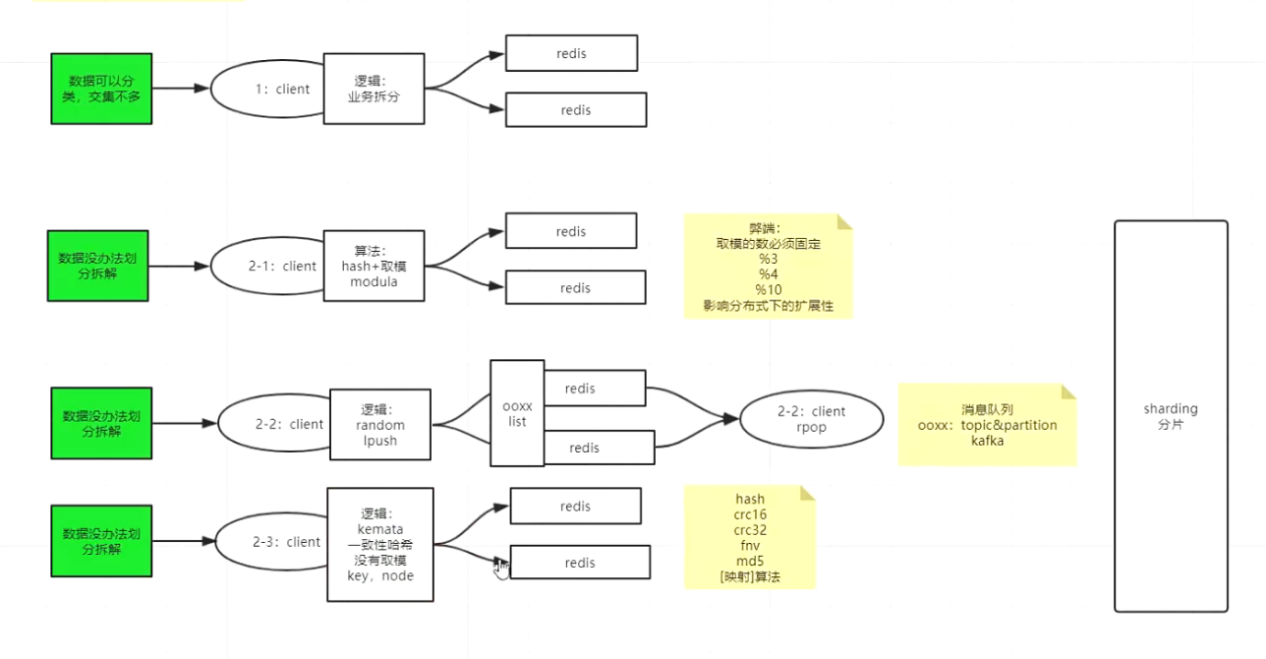 数据可以分
类，交集不多
1：client
逻辑：
业务拆分
redis
redis
数据没办法划
分拆解
2-1：client
算法：
hash+取模
modula
redis
redis
弊端：
取模的数必须固定
%3
%4
%10
影响分布式下的扩展性
数据没办法划
分拆解
2-2：client
逻辑：
random
lpush
ooxx
list
redis
redis
2-2：client
rpop
消息队列
ooxx：topic&partition
kafka
数据没办法划
分拆解
2-3：client
逻辑：
kemata
一致性哈希
没有取模
key，node
redis
redis
hash
crc16
crc32
fnv
md5
[映射]算法
sharding
分片